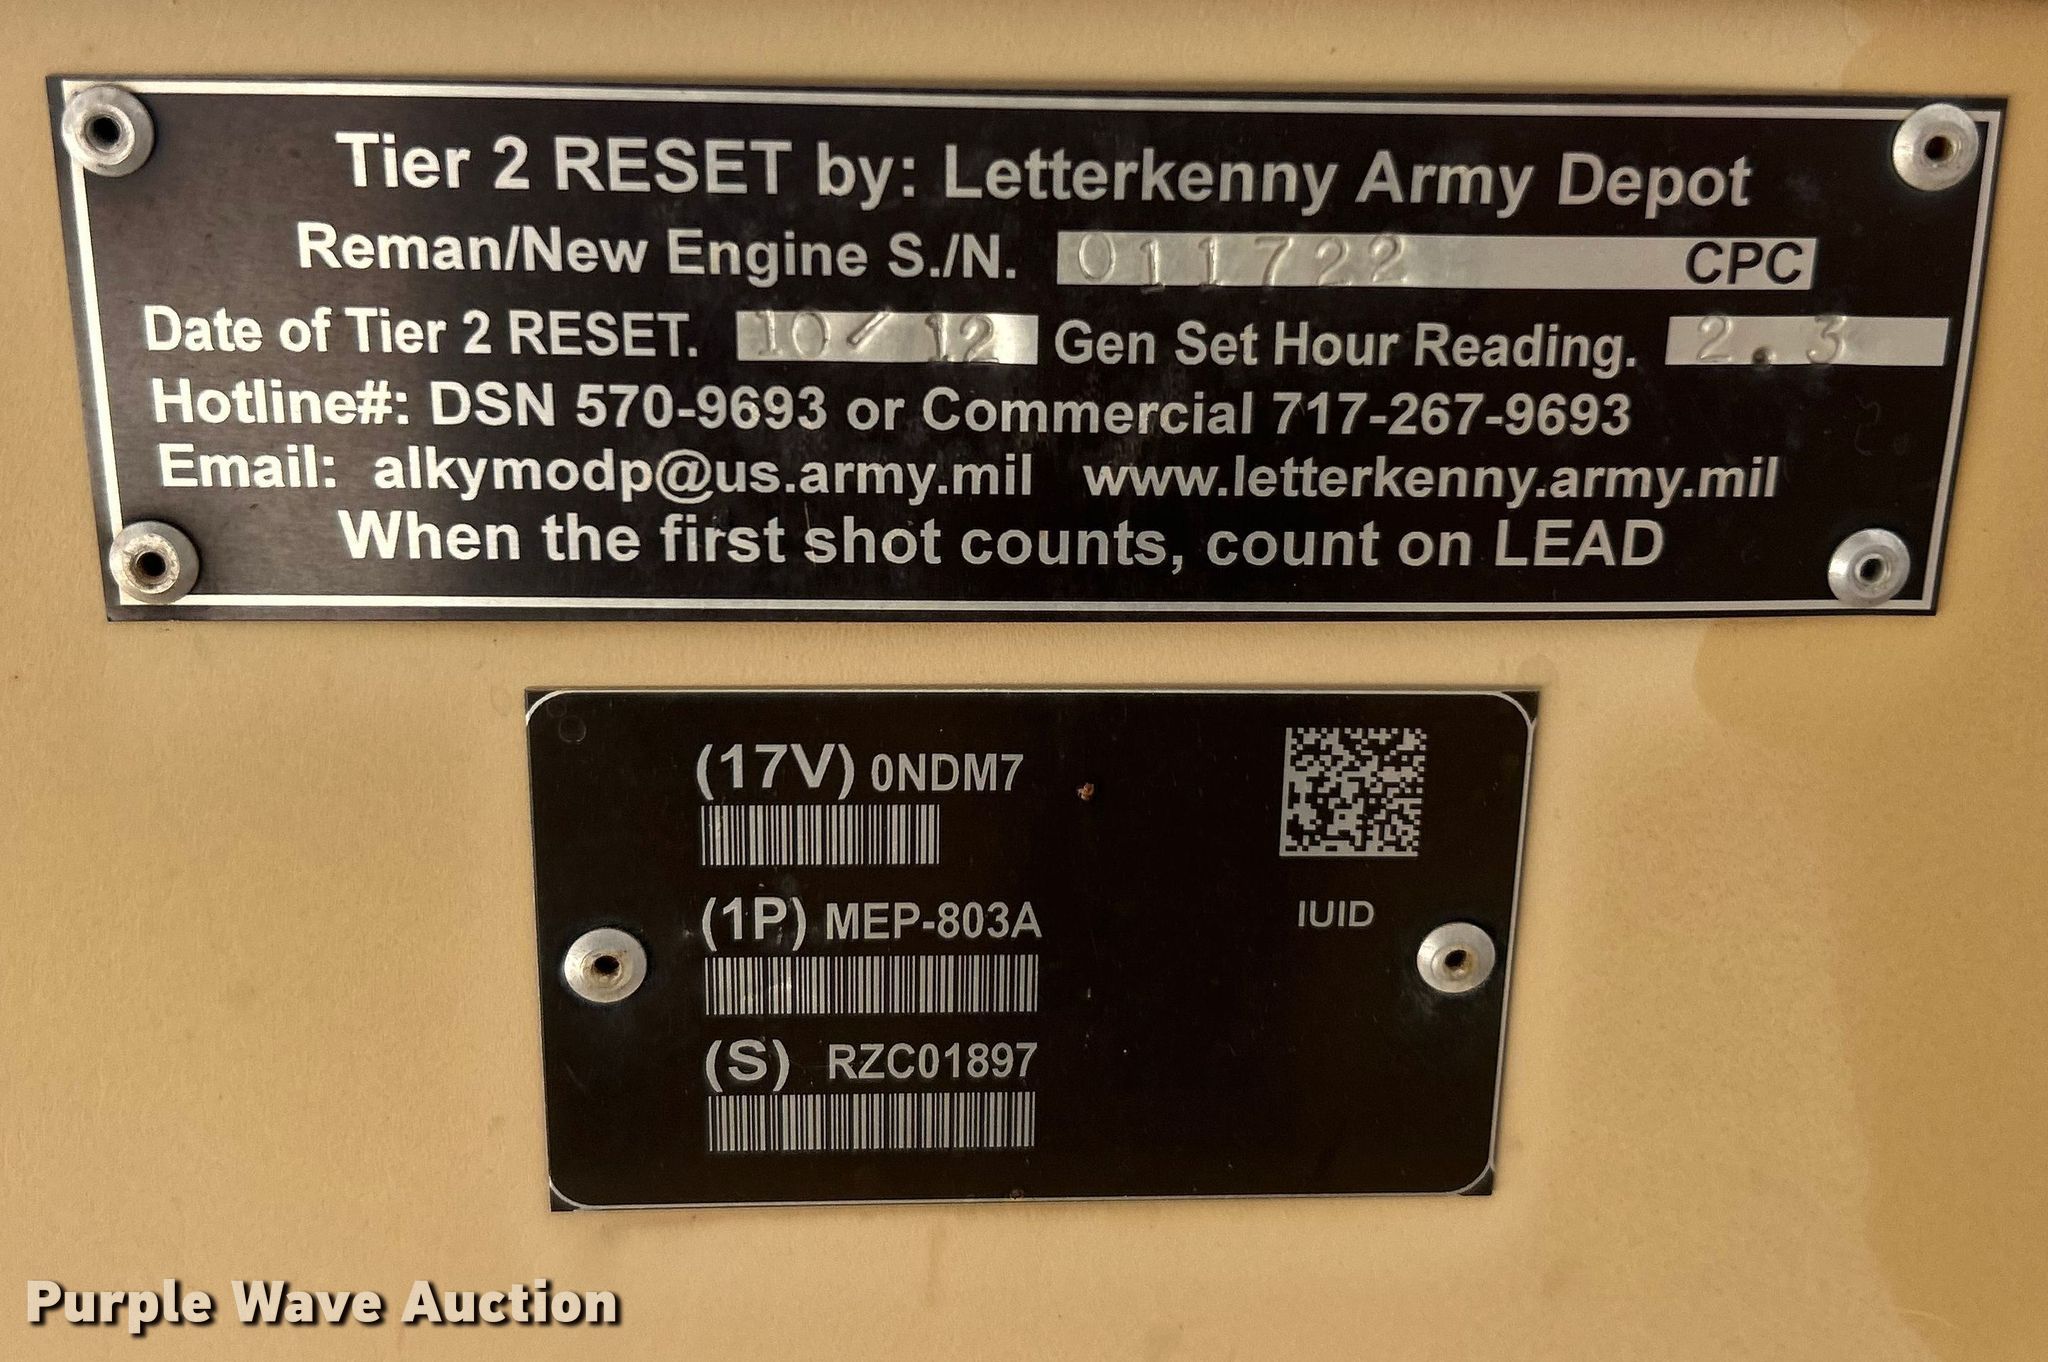 Tier 2 RESET by: Letterkenny Army Depot
Reman/New Engine S./N. 011722 CPC
Date of Tier 2 RESET. 10/12 Gen Set Hour Reading. 2.3
Hotline#: DSN 570-9693 or Commercial 717-267-9693
Email: alkymodp@us.army.mil www.letterkenny.army.mil
When the first shot counts, count on LEAD
(17V) 0NDM7
IUID
(1P) MEP-803A
(S) RZC01897
Purple Wave Auction